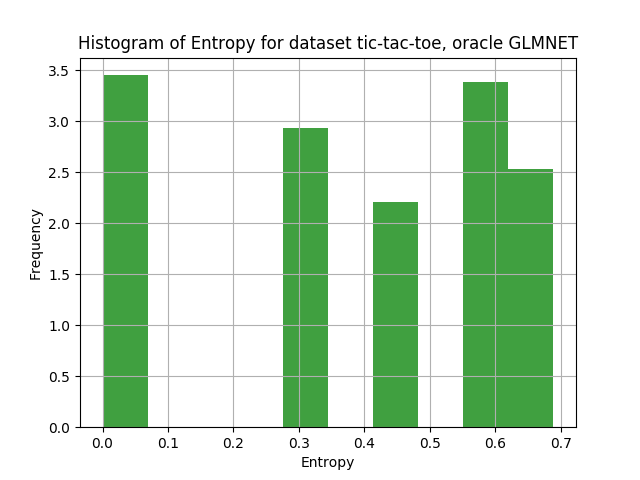 Histogram of Entropy for dataset tic-tac-toe, oracle GLMNET
3.5
3.0
2.5
2.0
1.5
1.0
0.5
0.0
Frequency
0.0 0.1 0.2 0.3 0.4 0.5 0.6 0.7
Entropy